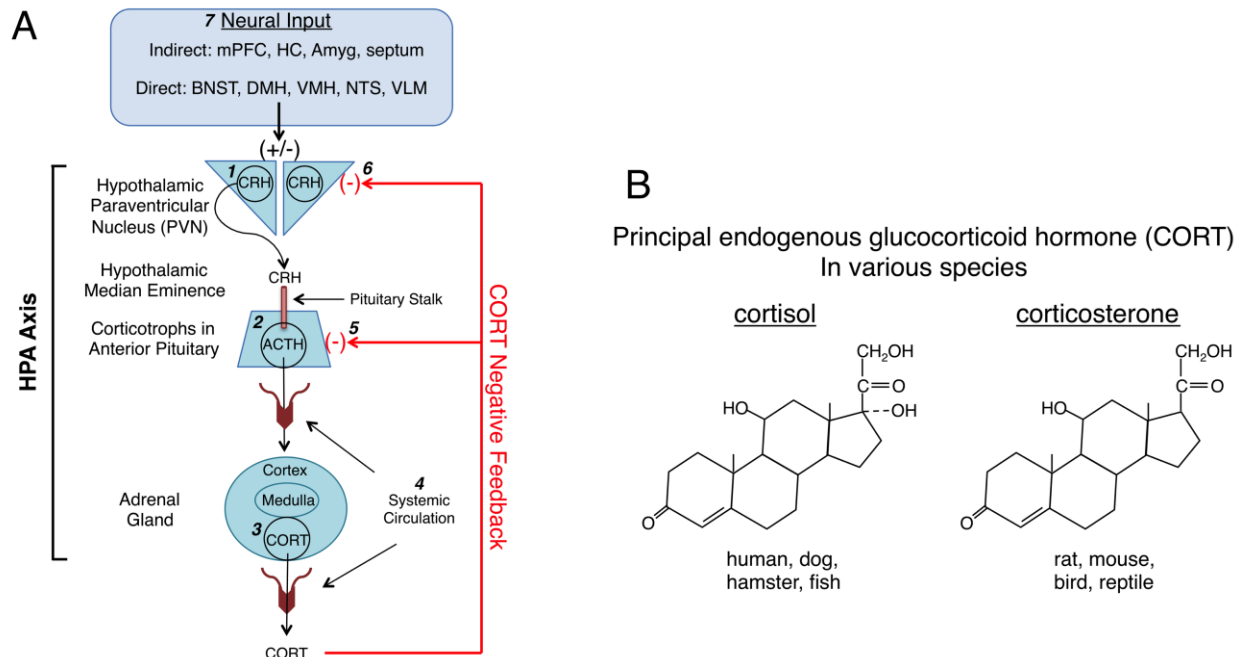 A
7 Neural Input
Indirect: mPFC, HC, Amyg, septum
Direct: BNST, DMH, VMH, NTS, VLM
(+/-)
HPA Axis
Hypothalamic
Paraventricular
Nucleus (PVN)
1
CRH
CRH
6
(-)
Hypothalamic
Median Eminence
CRH
Pituitary Stalk
Corticotrophs in
Anterior Pituitary
2
ACTH
5
(-)
CORT Negative Feedback
Adrenal
Gland
Cortex
Medulla
3
CORT
4
Systemic
Circulation
CORT
B
Principal endogenous glucocorticoid hormone (CORT)
In various species
cortisol
CH2OH
C=O
HO
OH
O
human, dog,
hamster, fish
corticosterone
CH2OH
C=O
HO
O
rat, mouse,
bird, reptile